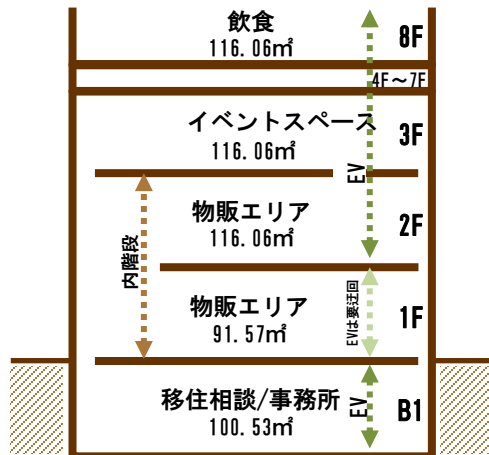 飲食
116.06㎡
8F
4F～7F
イベントスペース
116.06㎡
3F
EV
物販エリア
116.06㎡
2F
内階段
物販エリア
91.57㎡
EVは要迂回
1F
移住相談/事務所
100.53㎡
EV
B1